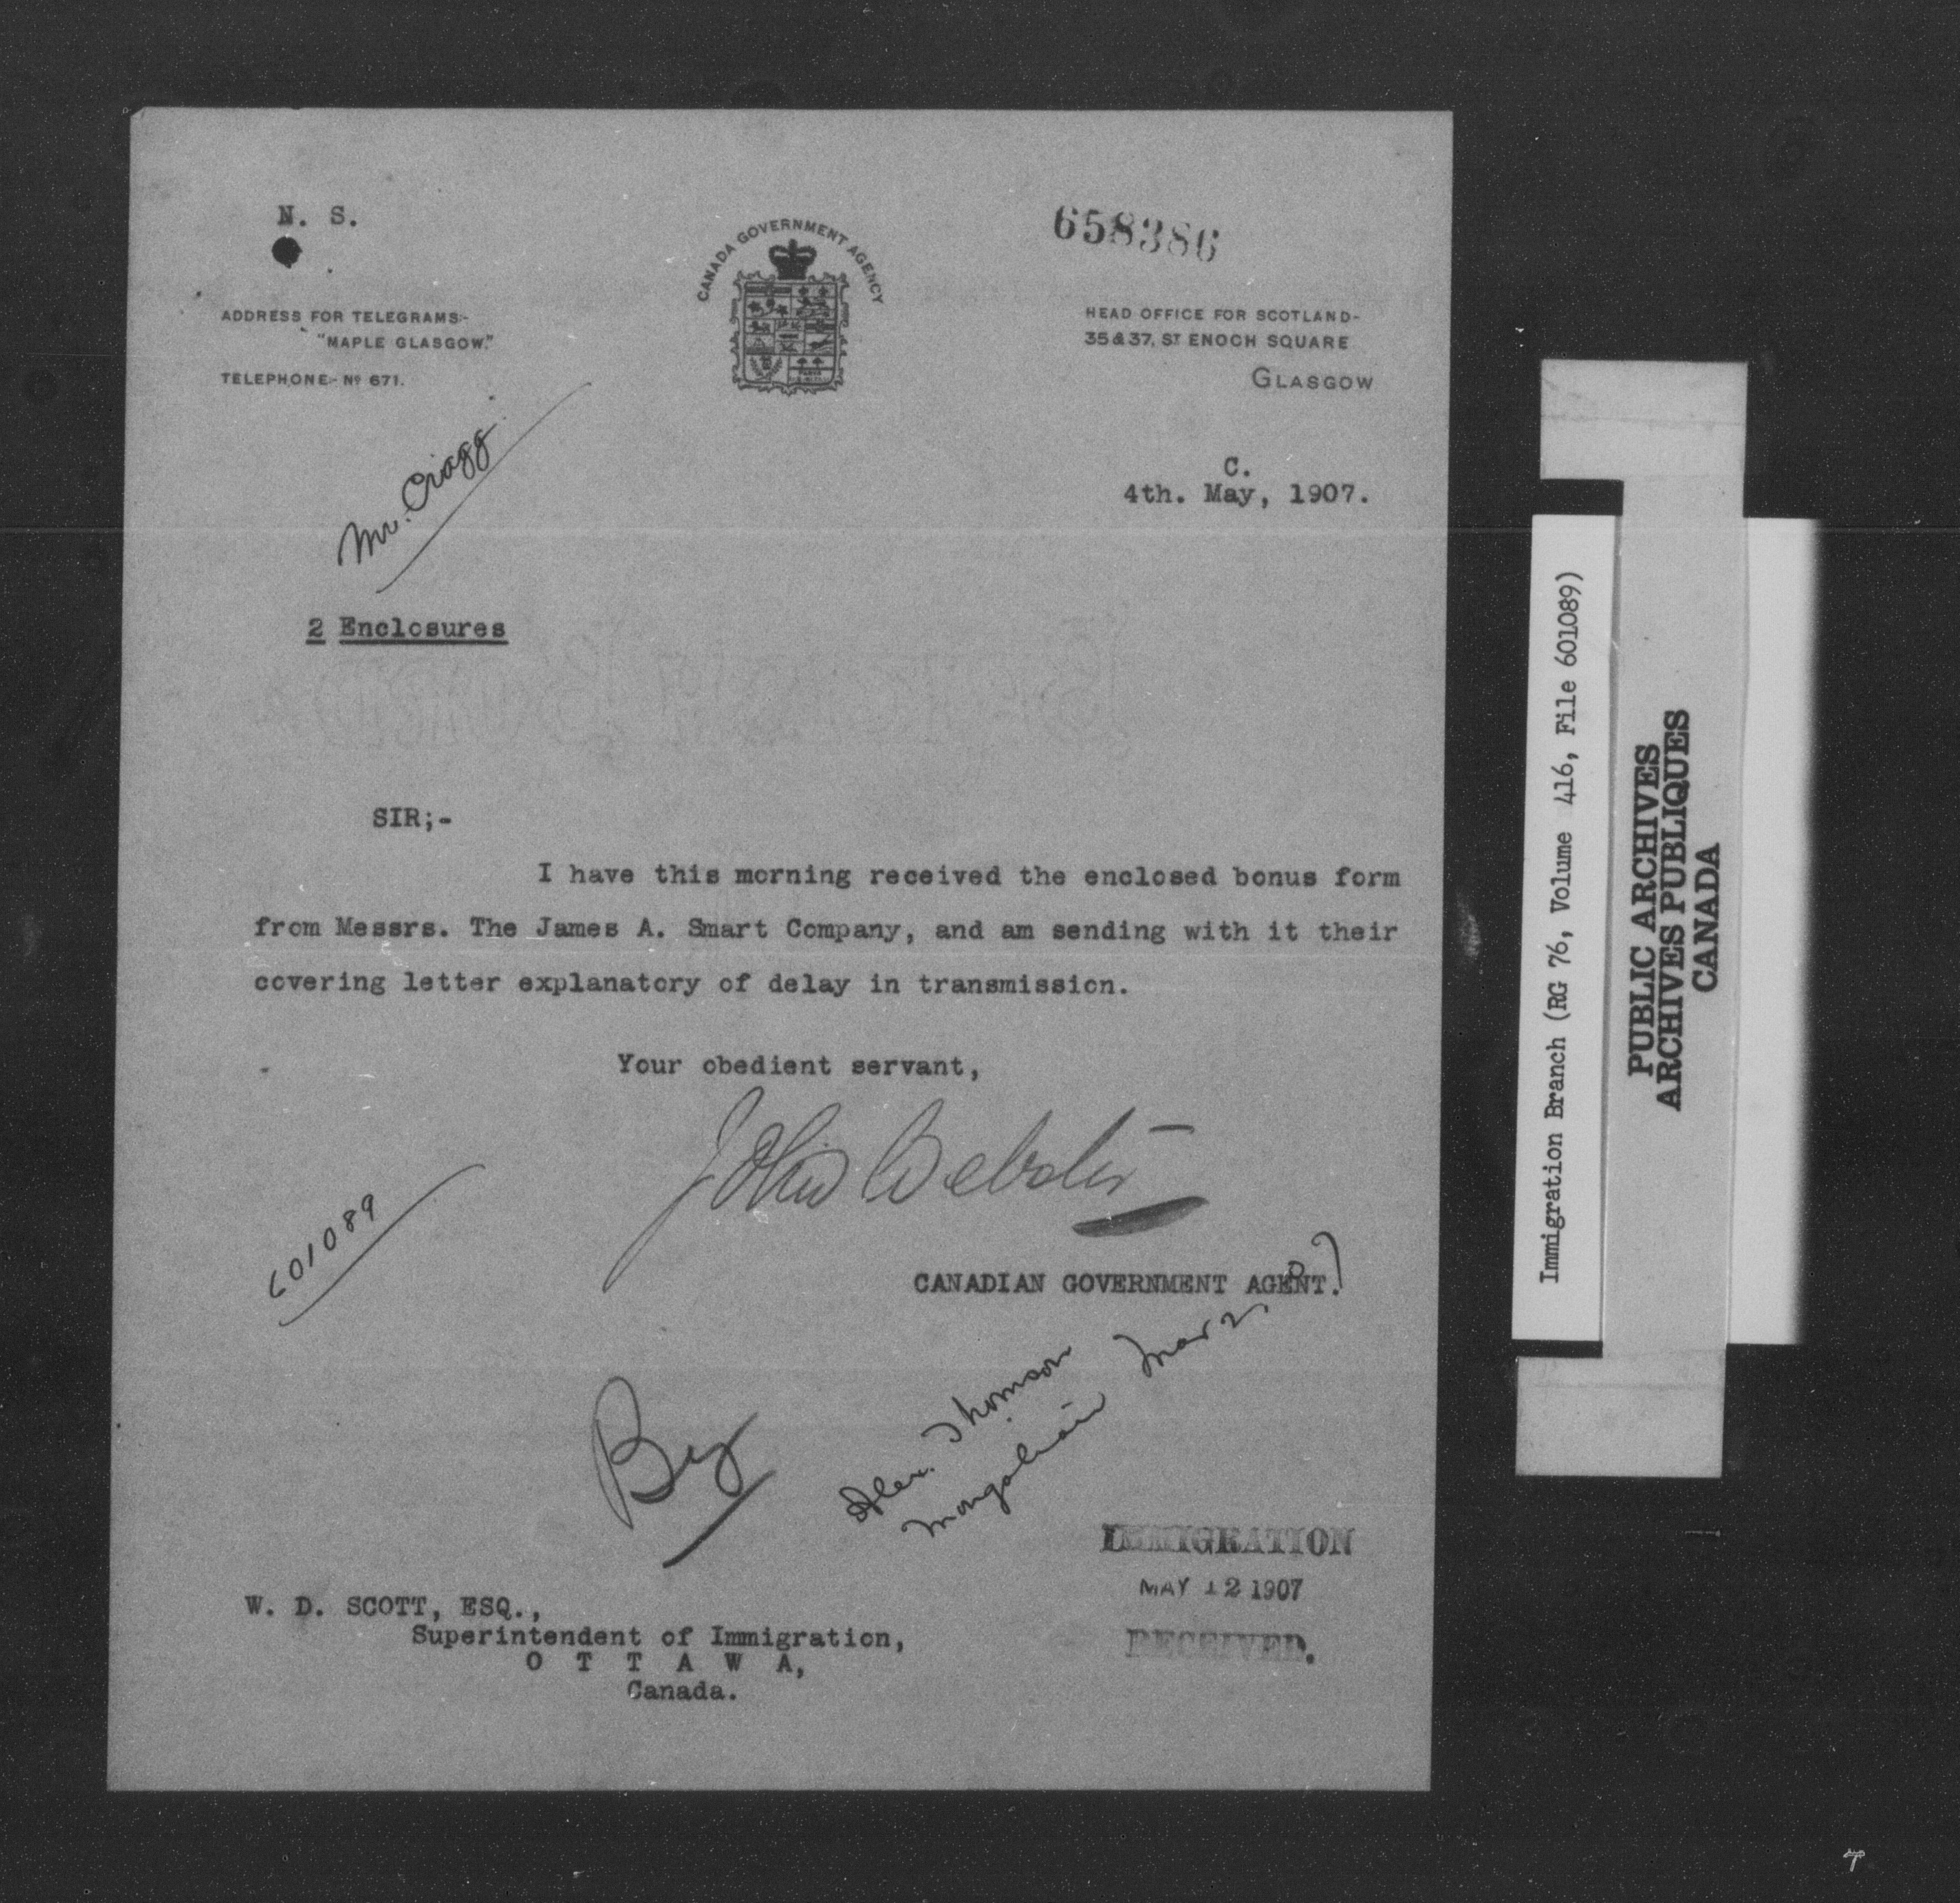 N. S.
658386
CANADA GOVERNMENT AGENCY
ADDRESS FOR TELEGRAMS:-
"MAPLE GLASGOW."
TELEPHONE:- No 671.
HEAD OFFICE FOR SCOTLAND-
35 & 37, ST ENOCH SQUARE
GLASGOW
Mr. Cragg
C.
4th. May, 1907.
2 Enclosures
SIR;-
I have this morning received the enclosed bonus form
from Messrs. The James A. Smart Company, and am sending with it their
covering letter explanatory of delay in transmission.
Your obedient servant,
John Webster
601089
CANADIAN GOVERNMENT AGENT.
Alex. Thomson
Mongolian Mar 2, 07
IMMIGRATION
MAY 12 1907
RECEIVED.
W. D. SCOTT, ESQ.,
Superintendent of Immigration,
O T T A W A,
Canada.
Immigration Branch (RG 76, Volume 416, File 601089)
PUBLIC ARCHIVES
ARCHIVES PUBLIQUES
CANADA